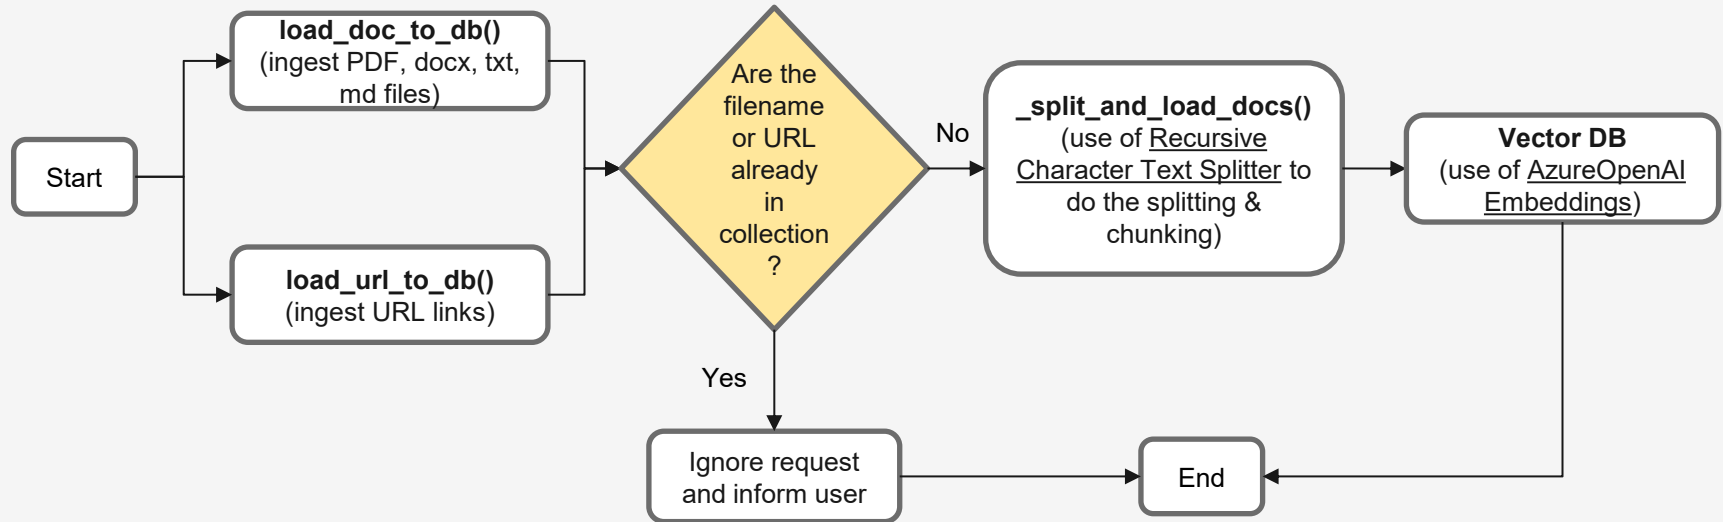 Start
load_doc_to_db()
(ingest PDF, docx, txt,
md files)
load_url_to_db()
(ingest URL links)
Are the
filename
or URL
already
in
collection
?
No
_split_and_load_docs()
(use of Recursive
Character Text Splitter to
do the splitting &
chunking)
Vector DB
(use of AzureOpenAI
Embeddings)
Yes
Ignore request
and inform user
End